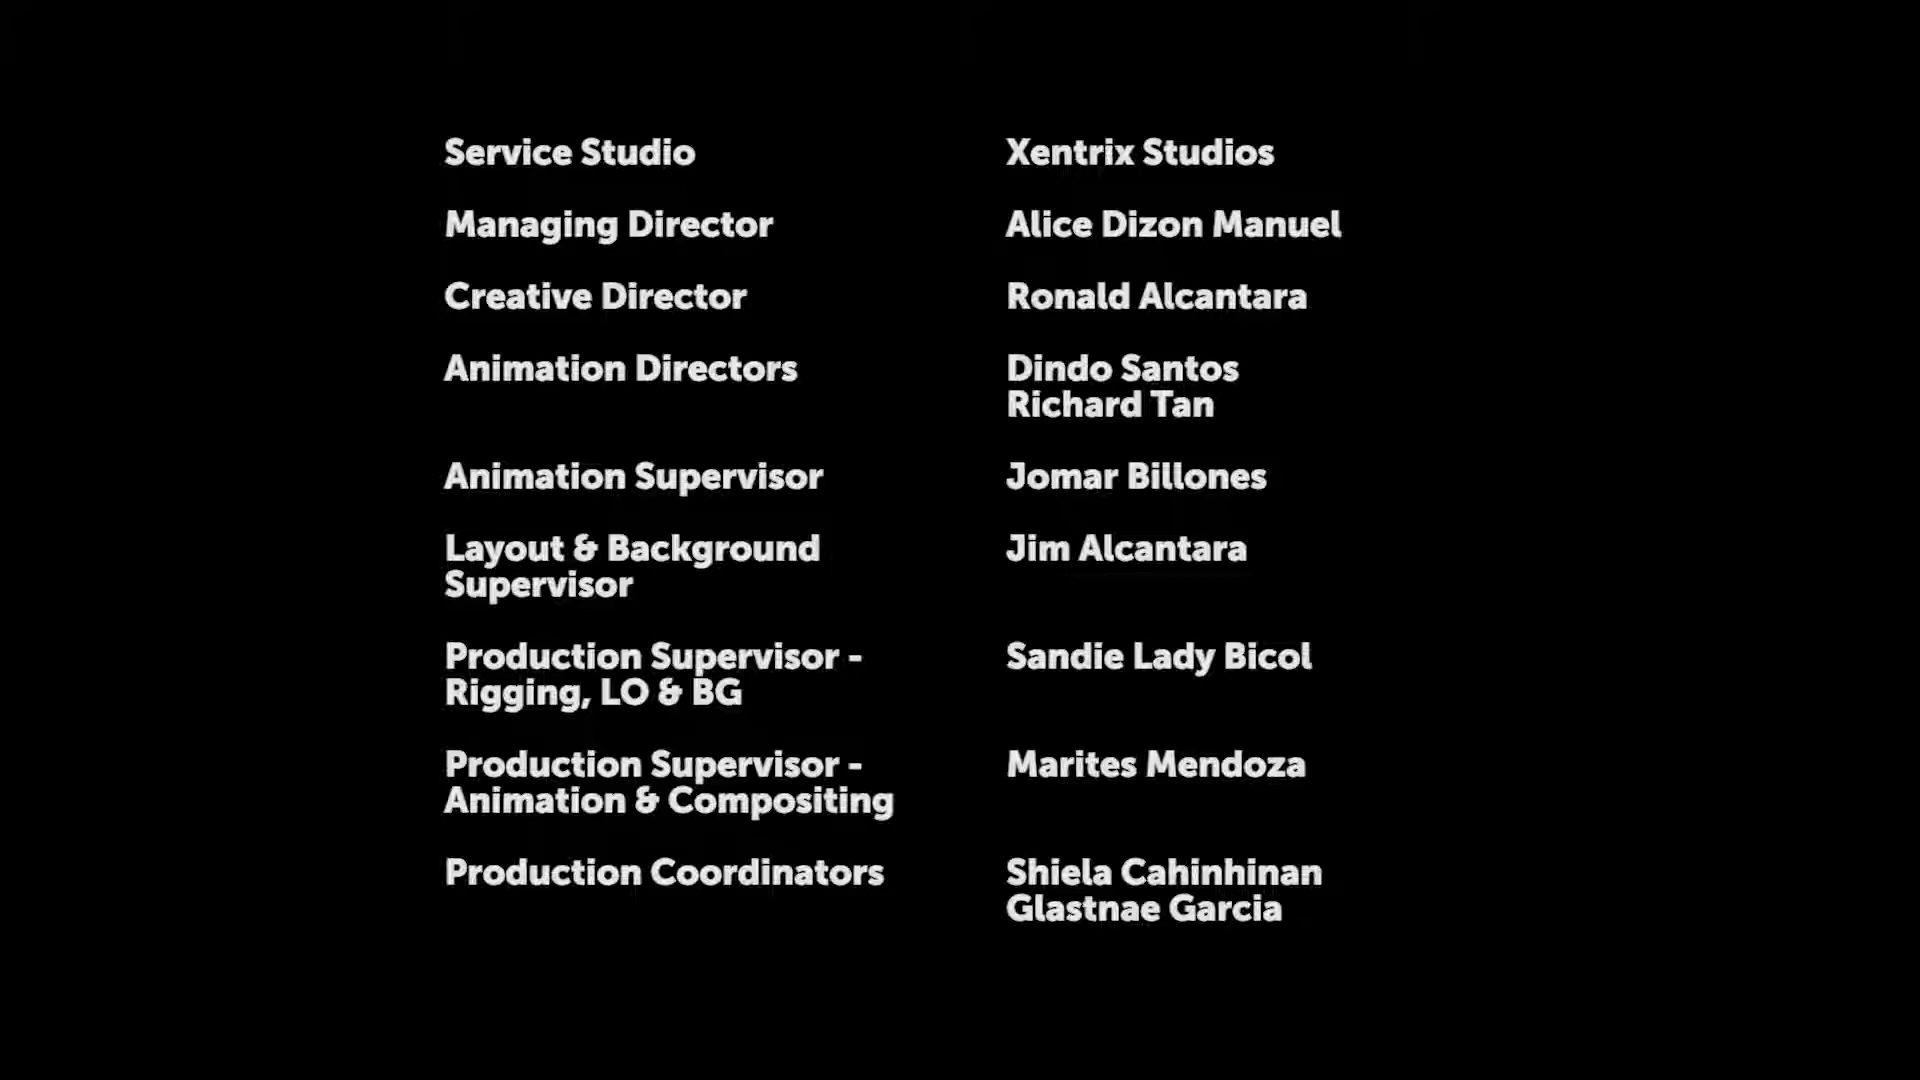 Service Studio Xentrix Studios
Managing Director Alice Dizon Manuel
Creative Director Ronald Alcantara
Animation Directors Dindo Santos
Richard Tan
Animation Supervisor Jomar Billones
Layout & Background Jim Alcantara
Supervisor
Production Supervisor - Sandie Lady Bicol
Rigging, LO & BG
Production Supervisor - Marites Mendoza
Animation & Compositing
Production Coordinators Shiela Cahinhinan
Glastnae Garcia